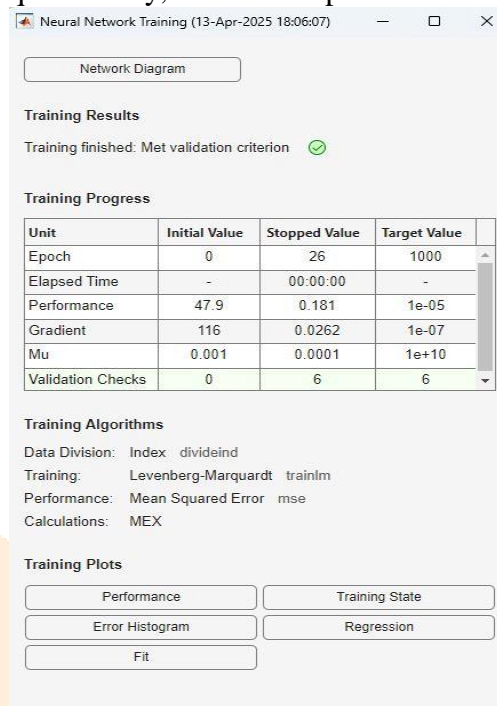 Neural Network Training (13-Apr-2025 18:06:07)
Network Diagram
Training Results
Training finished: Met validation criterion
Training Progress
Unit Initial Value Stopped Value Target Value
Epoch 0 26 1000
Elapsed Time - 00:00:00 -
Performance 47.9 0.181 1e-05
Gradient 116 0.0262 1e-07
Mu 0.001 0.0001 1e+10
Validation Checks 0 6 6
Training Algorithms
Data Division: Index divideind
Training: Levenberg-Marquardt trainlm
Performance: Mean Squared Error mse
Calculations: MEX
Training Plots
Performance Training State
Error Histogram Regression
Fit